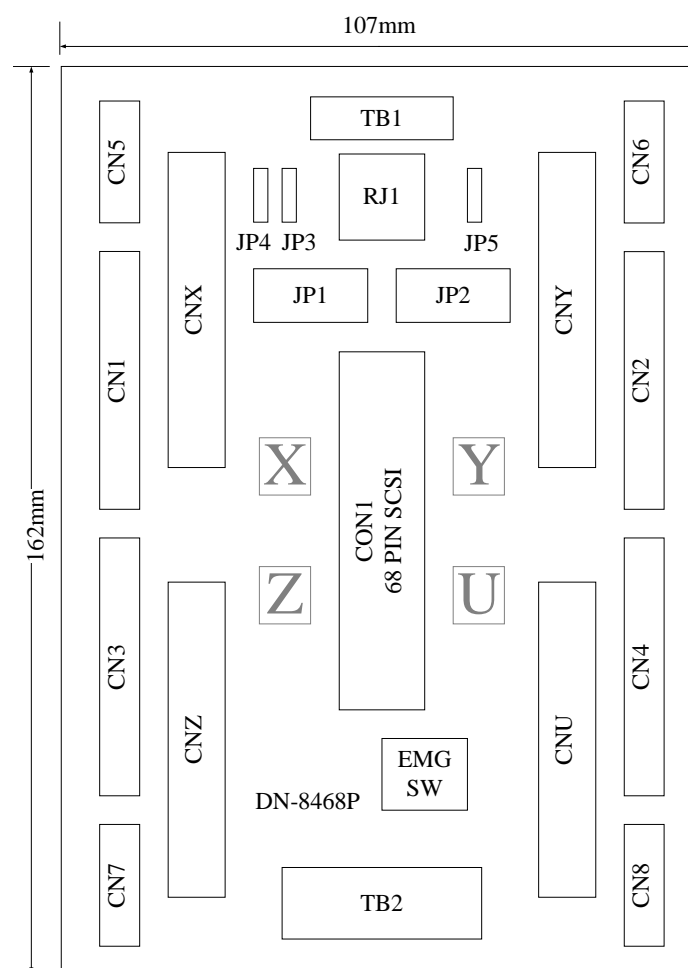 107mm
162mm
TB1
CN5
CN6
RJ1
JP4
JP3
JP5
CNX
CNY
JP1
JP2
CN1
CN2
X
Y
CON1
68 PIN SCSI
Z
U
CN3
CN4
CNZ
CNU
EMG
SW
DN-8468P
CN7
CN8
TB2